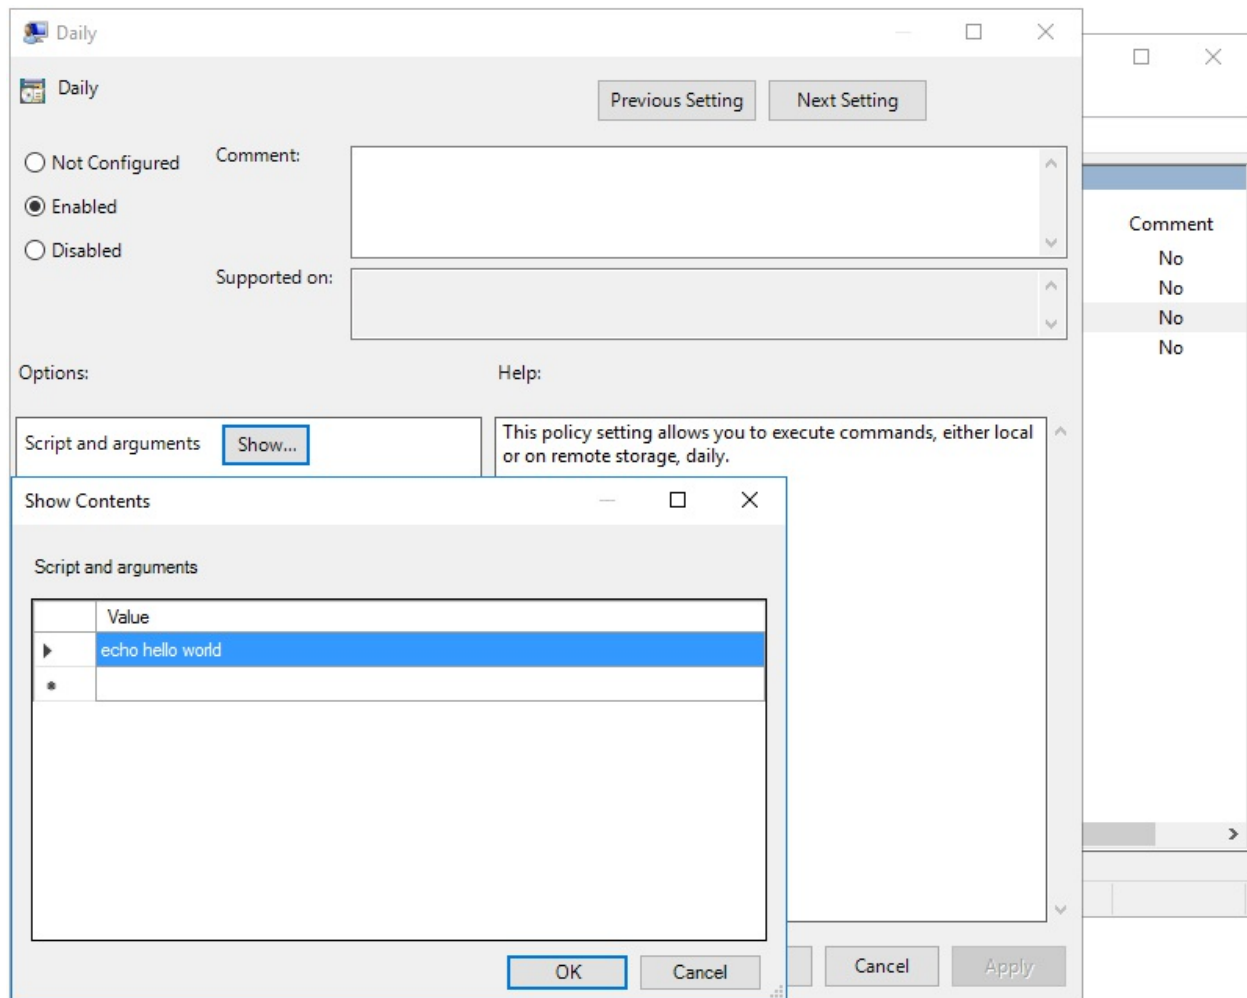 Daily
Daily
Previous Setting
Next Setting
Not Configured
Comment:
Enabled
Disabled
Supported on:
Comment
No
No
No
No
Options:
Help:
Script and arguments
Show...
This policy setting allows you to execute commands, either local
or on remote storage, daily.
Show Contents
Script and arguments
Value
echo hello world
OK
Cancel
Cancel
Apply